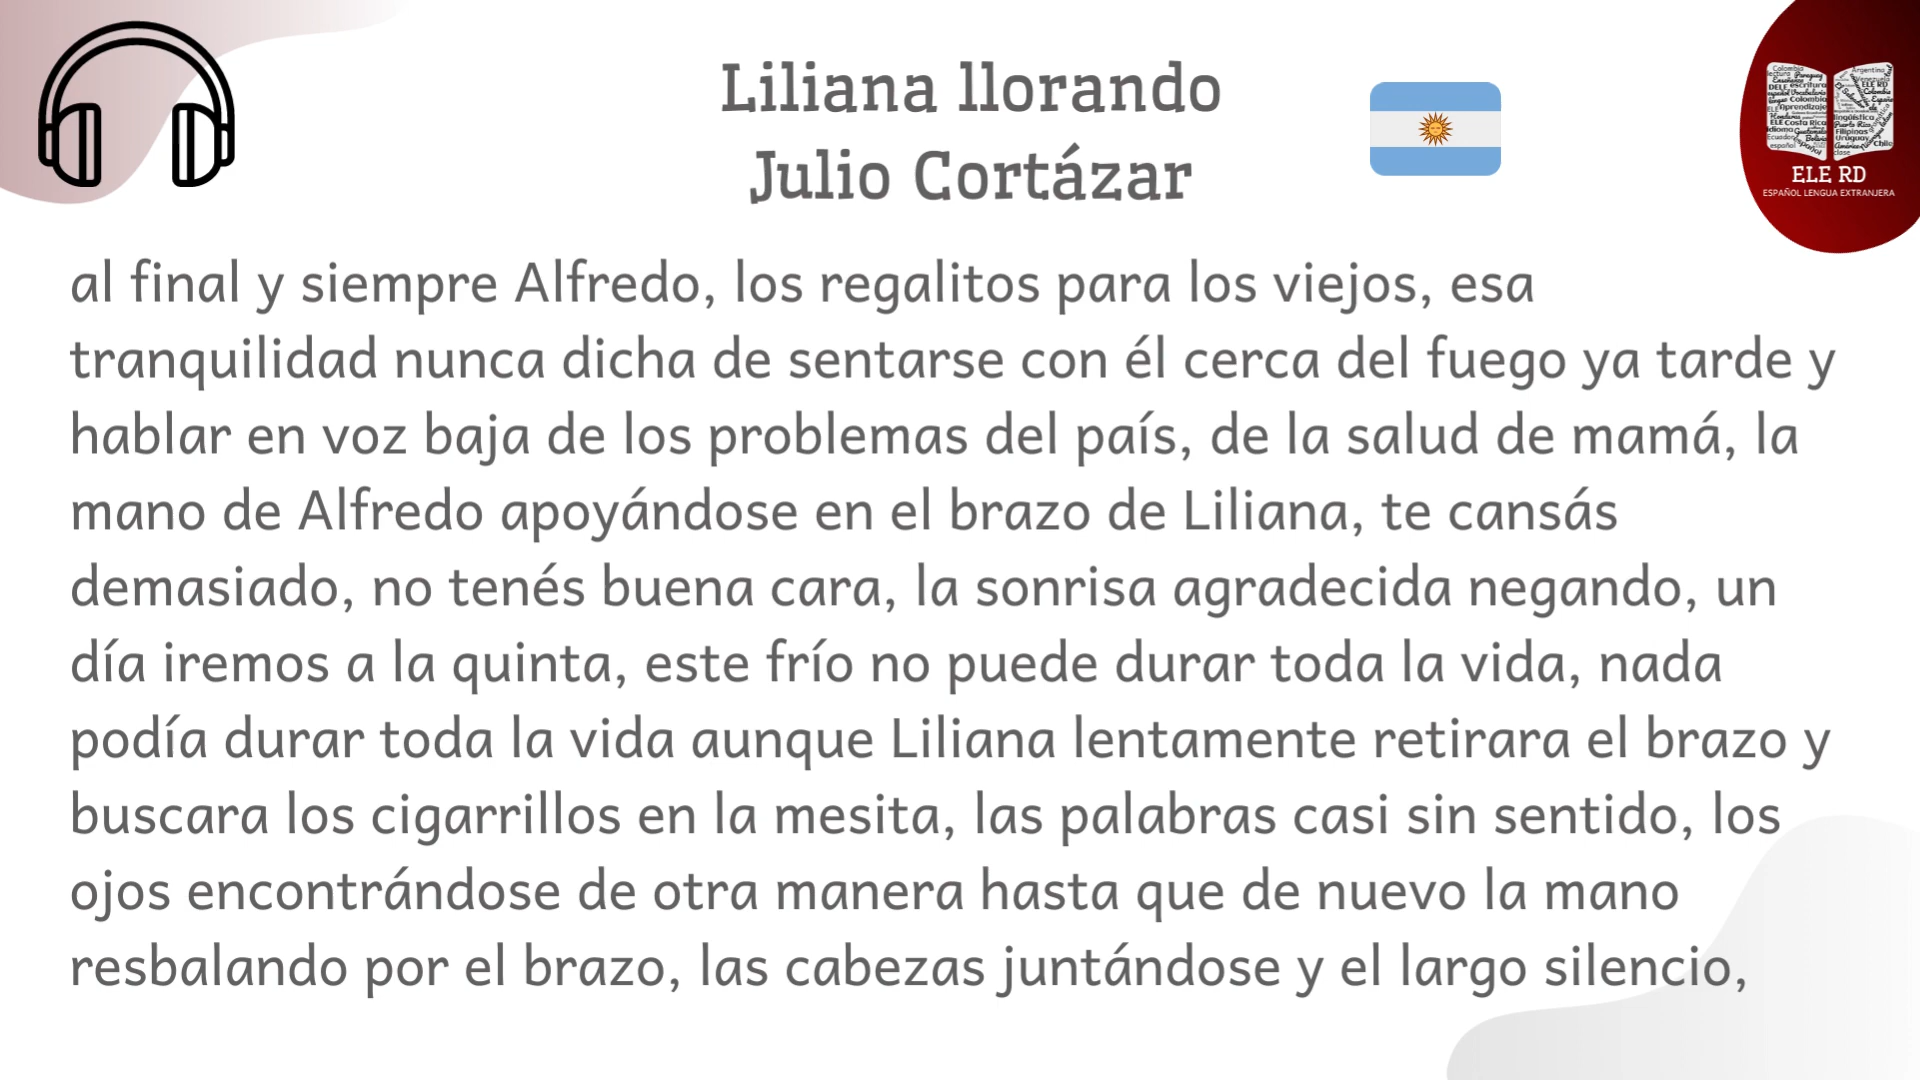 Liliana llorando
Julio Cortázar
ELE RD
ESPAÑOL LENGUA EXTRANJERA
al final y siempre Alfredo, los regalitos para los viejos, esa
tranquilidad nunca dicha de sentarse con él cerca del fuego ya tarde y
hablar en voz baja de los problemas del país, de la salud de mamá, la
mano de Alfredo apoyándose en el brazo de Liliana, te cansás
demasiado, no tenés buena cara, la sonrisa agradecida negando, un
día iremos a la quinta, este frío no puede durar toda la vida, nada
podía durar toda la vida aunque Liliana lentamente retirara el brazo y
buscara los cigarrillos en la mesita, las palabras casi sin sentido, los
ojos encontrándose de otra manera hasta que de nuevo la mano
resbalando por el brazo, las cabezas juntándose y el largo silencio,